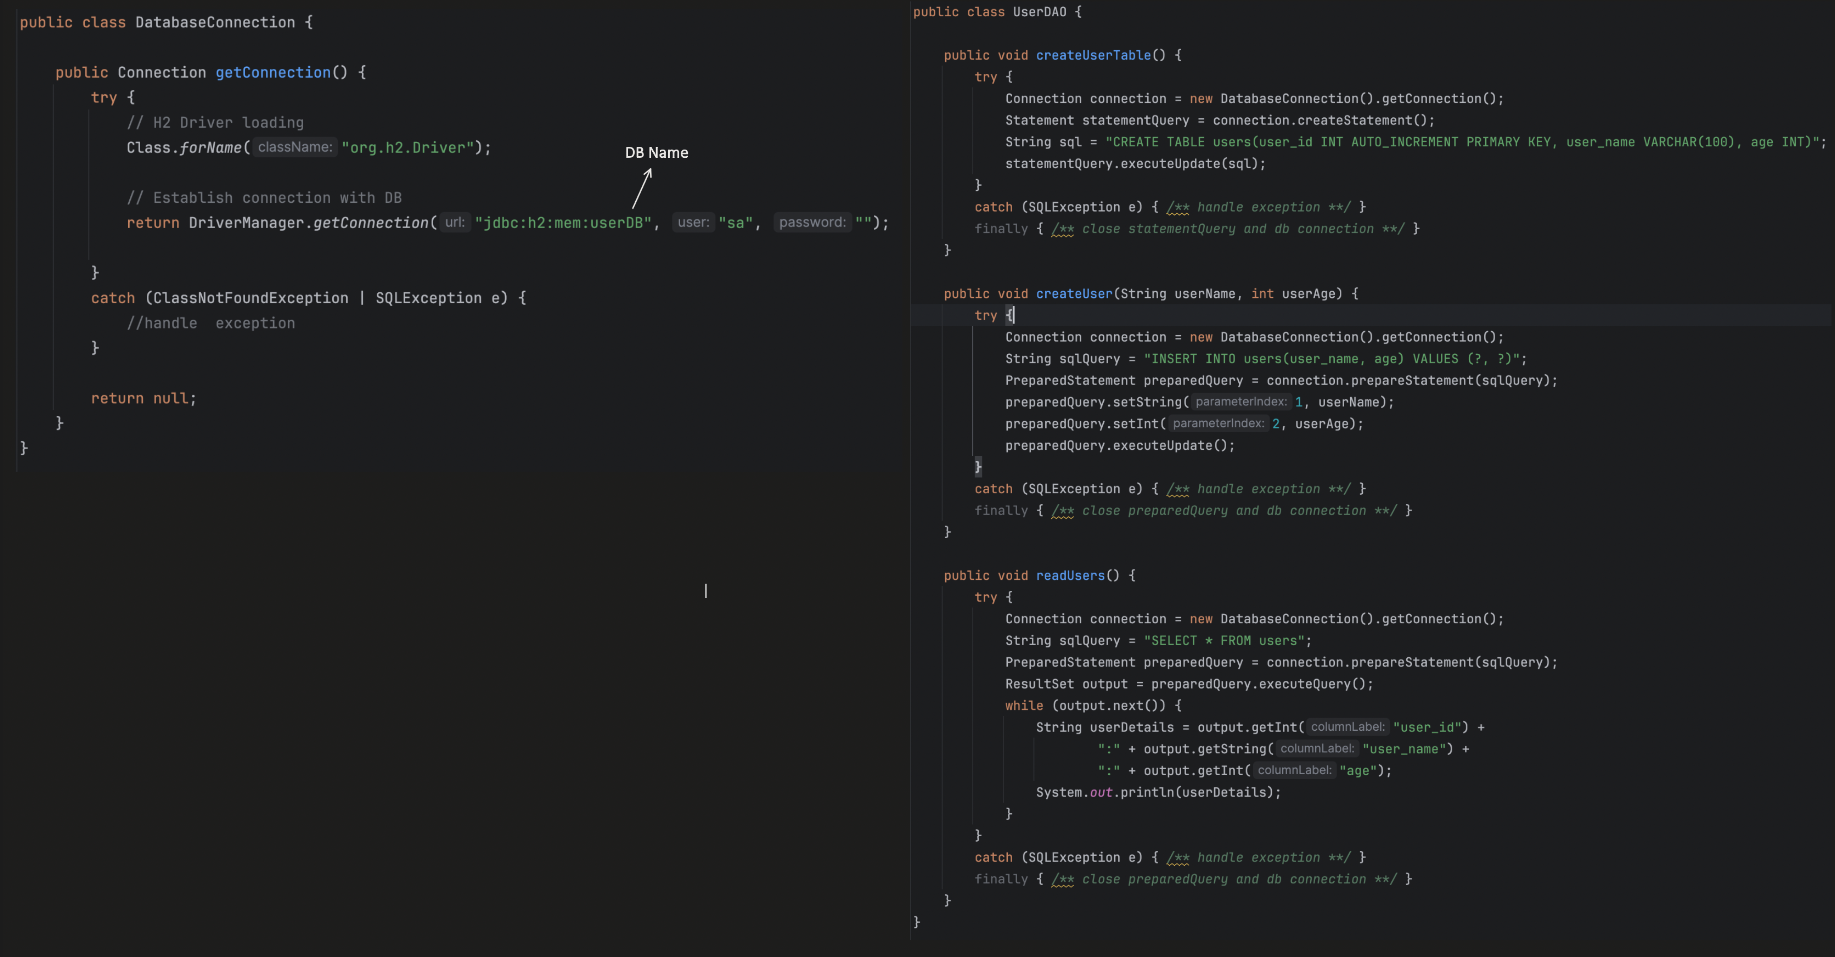 public class DatabaseConnection {
public Connection getConnection() {
try {
// H2 Driver loading
Class.forName( className: "org.h2.Driver");
DB Name
// Establish connection with DB
return DriverManager.getConnection( url: "jdbc:h2:mem:userDB", user: "sa", password: "");
}
catch (ClassNotFoundException | SQLException e) {
//handle  exception
}
return null;
}
}
public class UserDAO {
public void createUserTable() {
try {
Connection connection = new DatabaseConnection().getConnection();
Statement statementQuery = connection.createStatement();
String sql = "CREATE TABLE users(user_id INT AUTO_INCREMENT PRIMARY KEY, user_name VARCHAR(100), age INT)";
statementQuery.executeUpdate(sql);
}
catch (SQLException e) { /** handle exception **/ }
finally { /** close statementQuery and db connection **/ }
}
public void createUser(String userName, int userAge) {
try {
Connection connection = new DatabaseConnection().getConnection();
String sqlQuery = "INSERT INTO users(user_name, age) VALUES (?, ?)";
PreparedStatement preparedQuery = connection.prepareStatement(sqlQuery);
preparedQuery.setString( parameterIndex: 1, userName);
preparedQuery.setInt( parameterIndex: 2, userAge);
preparedQuery.executeUpdate();
}
catch (SQLException e) { /** handle exception **/ }
finally { /** close preparedQuery and db connection **/ }
}
public void readUsers() {
try {
Connection connection = new DatabaseConnection().getConnection();
String sqlQuery = "SELECT * FROM users";
PreparedStatement preparedQuery = connection.prepareStatement(sqlQuery);
ResultSet output = preparedQuery.executeQuery();
while (output.next()) {
String userDetails = output.getInt( columnLabel: "user_id") +
":" + output.getString( columnLabel: "user_name") +
":" + output.getInt( columnLabel: "age");
System.out.println(userDetails);
}
}
catch (SQLException e) { /** handle exception **/ }
finally { /** close preparedQuery and db connection **/ }
}
}